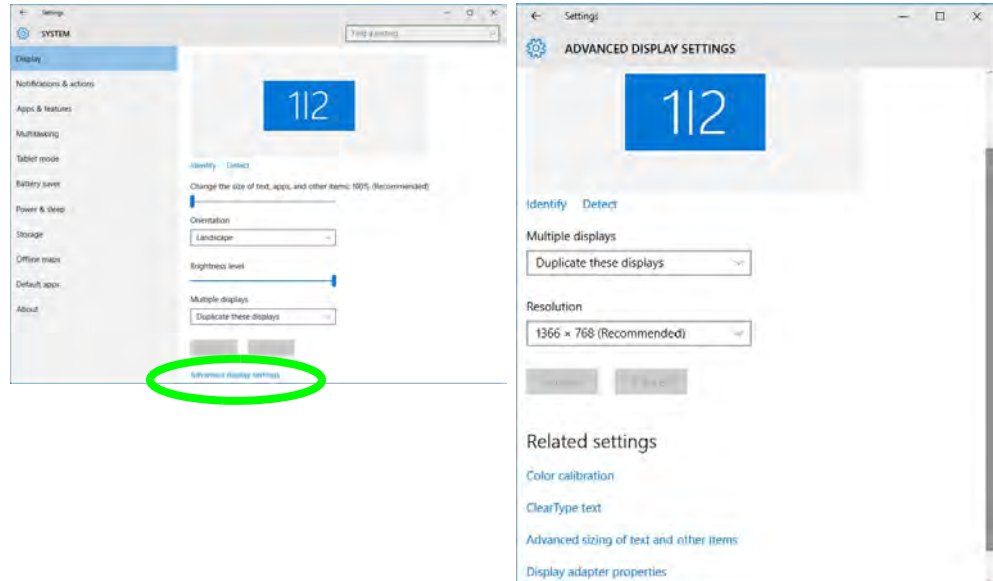 Settings
SYSTEM
Find a setting
Display
Notifications & actions
Apps & features
Multitasking
Tablet mode
Battery saver
Power & sleep
Storage
Offline maps
Default apps
About
1|2
Identify Detect
Change the size of text, apps, and other items: 100% (Recommended)
Orientation
Landscape
Brightness level
Multiple displays
Duplicate these displays
Advanced display settings
Settings
ADVANCED DISPLAY SETTINGS
1|2
Identify Detect
Multiple displays
Duplicate these displays
Resolution
1366 × 768 (Recommended)
Related settings
Color calibration
ClearType text
Advanced sizing of text and other items
Display adapter properties